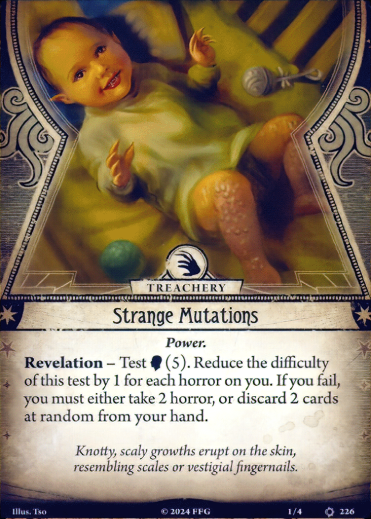 TREACHERY
Strange Mutations
Power.
Revelation – Test (5). Reduce the difficulty
of this test by 1 for each horror on you. If you fail,
you must either take 2 horror, or discard 2 cards
at random from your hand.
Knotty, scaly growths erupt on the skin,
resembling scales or vestigial fingernails.
Illus. Tso © 2024 FFG 1/4 226